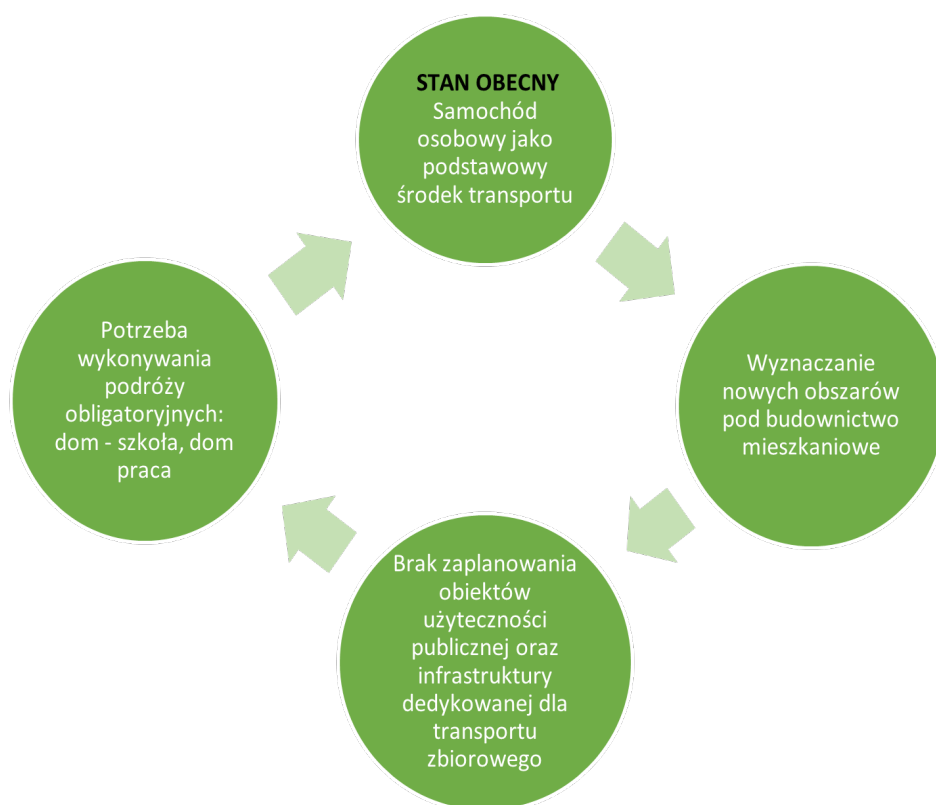 STAN OBECNY
Samochód
osobowy jako
podstawowy
środek transportu
Wyznaczanie
nowych obszarów
pod budownictwo
mieszkaniowe
Brak zaplanowania
obiektów
użyteczności
publicznej oraz
infrastruktury
dedykowanej dla
transportu
zbiorowego
Potrzeba
wykonywania
podróży
obligatoryjnych:
dom - szkoła, dom
praca